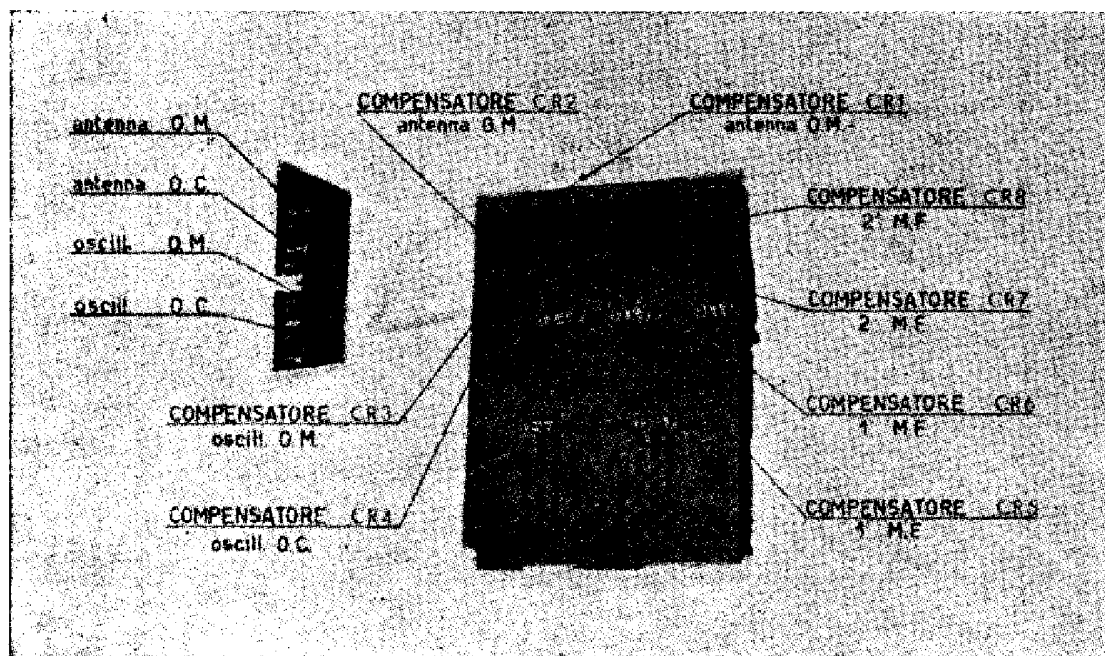 antenna O.M.
antenna O.C.
oscill. O.M.
oscill. O.C.
COMPENSATORE CR2
antenna O.M.
COMPENSATORE CR1
antenna O.M.
COMPENSATORE CR8
2ª M.F.
COMPENSATORE CR7
2 M.F.
COMPENSATORE CR6
1ª M.F.
COMPENSATORE CR5
1ª M.F.
COMPENSATORE CR3
oscill. O.M.
COMPENSATORE CR4
oscill. O.C.